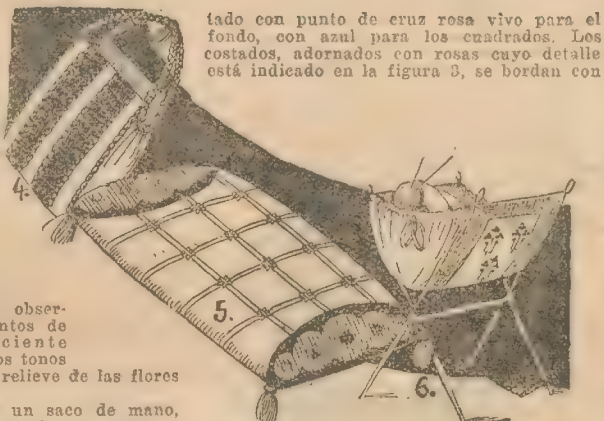 tado con punto de cruz rosa vivo para el
fondo, con azul para los cuadrados. Los
costados, adornados con rosas cuyo detalle
está indicado en la figura 3, se bordan con
4.
5.
6.
obser-
ntos de
ciente
os tonos
relieve de las flores
un saco de mano,